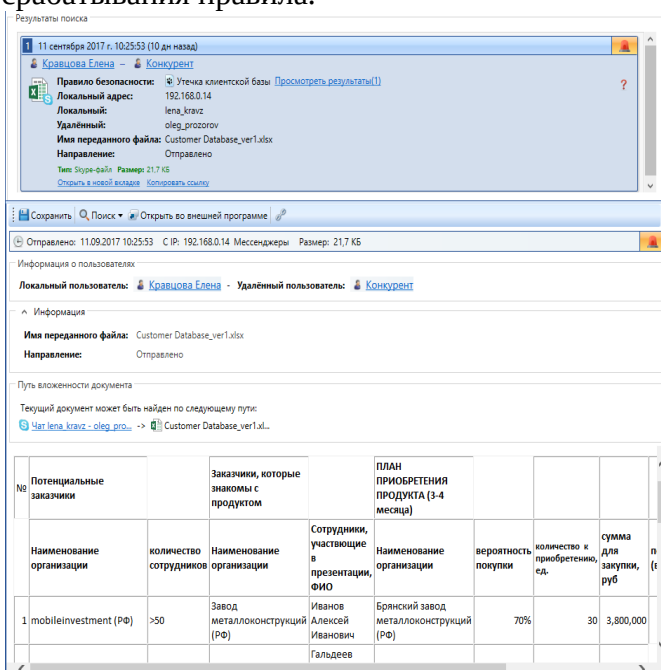 срабатывания правила.
Результаты поиска
1 11 сентября 2017 г. 10:25:53 (10 дн назад)
Кравцова Елена – Конкурент
Правило безопасности: Утечка клиентской базы Просмотреть результаты(1)
?
Локальный адрес: 192.168.0.14
Локальный: lena_kravz
Удалённый: oleg_prozorov
Имя переданного файла: Customer Database_ver1.xlsx
Направление: Отправлено
Тип: Skype-файл Размер: 21,7 КБ
Открыть в новой вкладке Копировать ссылку
Сохранить Поиск Открыть во внешней программе
Отправлено: 11.09.2017 10:25:53 С IP: 192.168.0.14 Мессенджеры Размер: 21,7 КБ
Информация о пользователях
Локальный пользователь: Кравцова Елена - Удалённый пользователь: Конкурент
Информация
Имя переданного файла: Customer Database_ver1.xlsx
Направление: Отправлено
Путь вложенности документа
Текущий документ может быть найден по следующему пути:
Чат lena_kravz - oleg_pro... -> Customer Database_ver1.xl...
№
Потенциальные
заказчики
Заказчики, которые
знакомы с
продуктом
ПЛАН
ПРИОБРЕТЕНИЯ
ПРОДУКТА (3-4
месяца)
Наименование
организации
количество
сотрудников
Наименование
организации
Сотрудники,
участвующие
в
презентации,
ФИО
Наименование
организации
вероятность
покупки
количество к
приобретению,
ед.
сумма
для
закупки,
руб
1 mobileinvestment (РФ)
>50
Завод
металлоконструкций
(РФ)
Иванов
Алексей
Иванович
Брянский завод
металлоконструкций
(РФ)
70%
30
3,800,000
Гальдеев